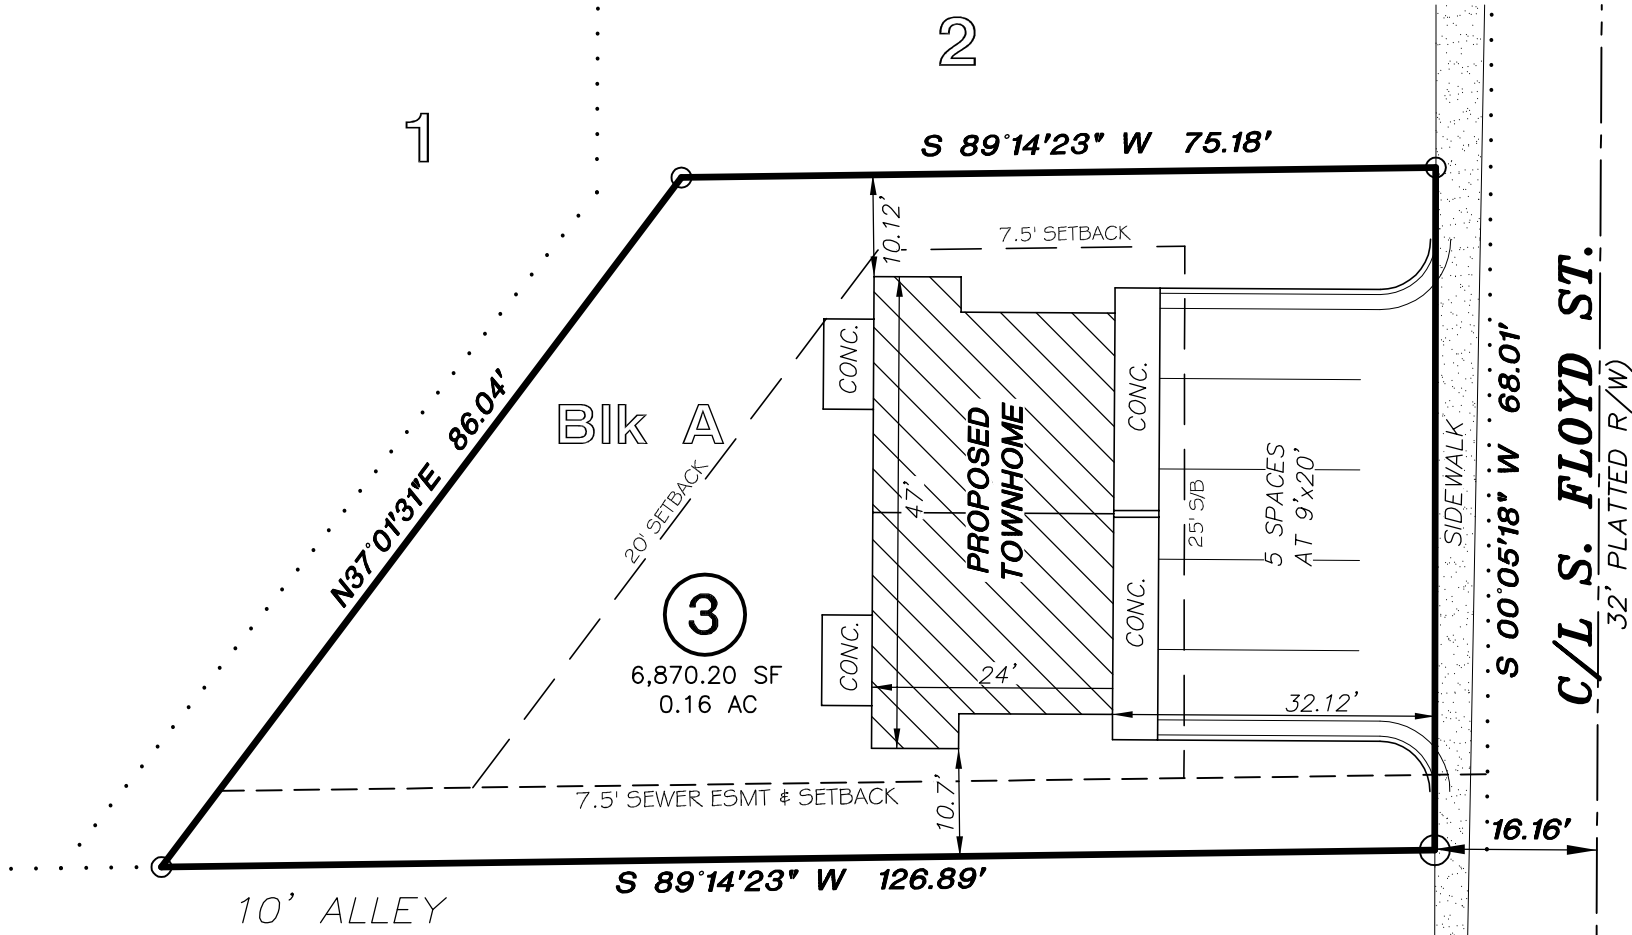 2
1
S 89°14'23" W 75.18'
10.12'
7.5' SETBACK
CONC.
CONC.
N37°01'31"E 86.04'
Blk A
20' SETBACK
47'
PROPOSED
TOWNHOME
25' S/B
5 SPACES
AT 9'x20'
SIDEWALK
S 00°05'18" W 68.01'
C/L S. FLOYD ST.
32' PLATTED R/W)
3
6,870.20 SF
0.16 AC
CONC.
CONC.
24'
32.12'
7.5' SEWER ESMT & SETBACK
10.7'
16.16'
S 89°14'23" W 126.89'
10' ALLEY